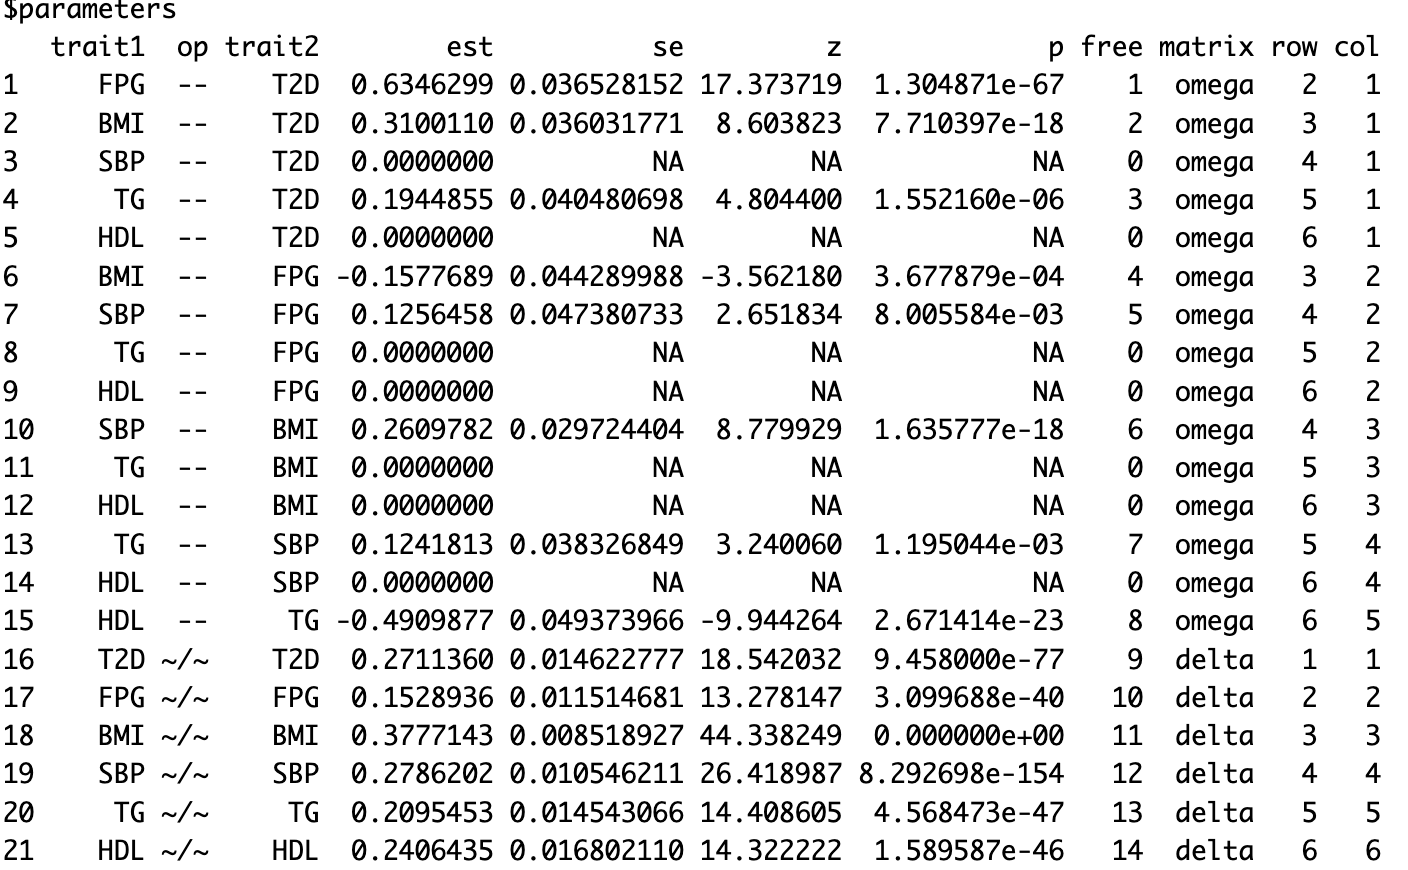 $parameters
trait1 op trait2 est se z p free matrix row col
1 FPG -- T2D 0.6346299 0.036528152 17.373719 1.304871e-67 1 omega 2 1
2 BMI -- T2D 0.3100110 0.036031771 8.603823 7.710397e-18 2 omega 3 1
3 SBP -- T2D 0.0000000 NA NA NA 0 omega 4 1
4 TG -- T2D 0.1944855 0.040480698 4.804400 1.552160e-06 3 omega 5 1
5 HDL -- T2D 0.0000000 NA NA NA 0 omega 6 1
6 BMI -- FPG -0.1577689 0.044289988 -3.562180 3.677879e-04 4 omega 3 2
7 SBP -- FPG 0.1256458 0.047380733 2.651834 8.005584e-03 5 omega 4 2
8 TG -- FPG 0.0000000 NA NA NA 0 omega 5 2
9 HDL -- FPG 0.0000000 NA NA NA 0 omega 6 2
10 SBP -- BMI 0.2609782 0.029724404 8.779929 1.635777e-18 6 omega 4 3
11 TG -- BMI 0.0000000 NA NA NA 0 omega 5 3
12 HDL -- BMI 0.0000000 NA NA NA 0 omega 6 3
13 TG -- SBP 0.1241813 0.038326849 3.240060 1.195044e-03 7 omega 5 4
14 HDL -- SBP 0.0000000 NA NA NA 0 omega 6 4
15 HDL -- TG -0.4909877 0.049373966 -9.944264 2.671414e-23 8 omega 6 5
16 T2D ~/~ T2D 0.2711360 0.014622777 18.542032 9.458000e-77 9 delta 1 1
17 FPG ~/~ FPG 0.1528936 0.011514681 13.278147 3.099688e-40 10 delta 2 2
18 BMI ~/~ BMI 0.3777143 0.008518927 44.338249 0.000000e+00 11 delta 3 3
19 SBP ~/~ SBP 0.2786202 0.010546211 26.418987 8.292698e-154 12 delta 4 4
20 TG ~/~ TG 0.2095453 0.014543066 14.408605 4.568473e-47 13 delta 5 5
21 HDL ~/~ HDL 0.2406435 0.016802110 14.322222 1.589587e-46 14 delta 6 6